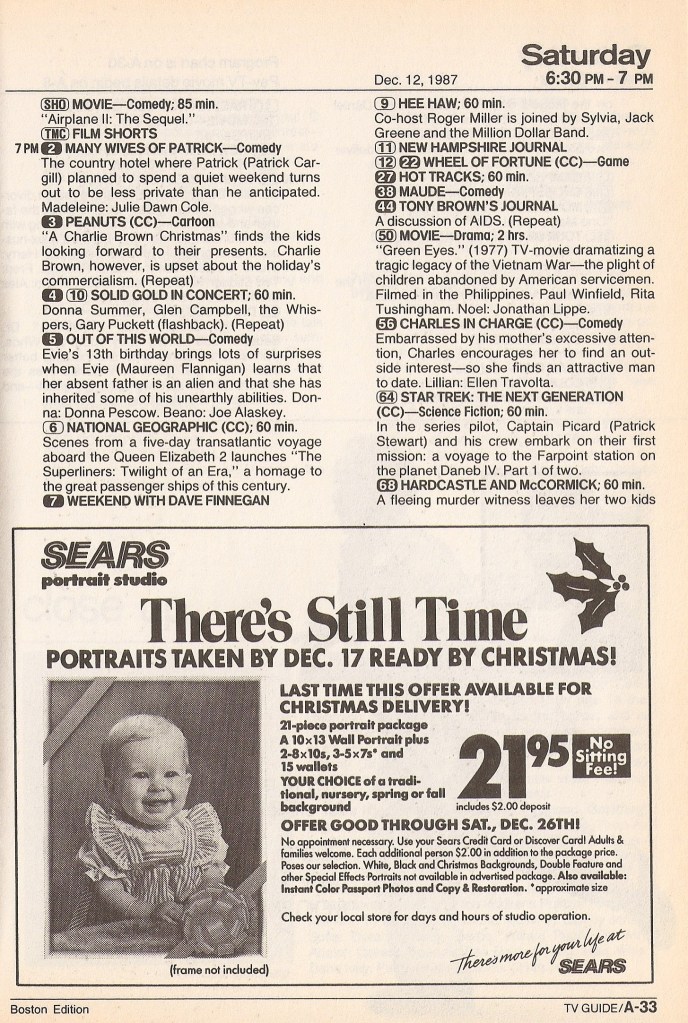 Saturday
Dec. 12, 1987
6:30 PM – 7 PM
SHO MOVIE—Comedy; 85 min.
"Airplane II: The Sequel."
TMC FILM SHORTS
7 PM 2 MANY WIVES OF PATRICK—Comedy
The country hotel where Patrick (Patrick Car-
gill) planned to spend a quiet weekend turns
out to be less private than he anticipated.
Madeleine: Julie Dawn Cole.
3 PEANUTS (CC)—Cartoon
"A Charlie Brown Christmas" finds the kids
looking forward to their presents. Charlie
Brown, however, is upset about the holiday's
commercialism. (Repeat)
4 10 SOLID GOLD IN CONCERT; 60 min.
Donna Summer, Glen Campbell, the Whis-
pers, Gary Puckett (flashback). (Repeat)
5 OUT OF THIS WORLD—Comedy
Evie's 13th birthday brings lots of surprises
when Evie (Maureen Flannigan) learns that
her absent father is an alien and that she has
inherited some of his unearthly abilities. Don-
na: Donna Pescow. Beano: Joe Alaskey.
6 NATIONAL GEOGRAPHIC (CC); 60 min.
Scenes from a five-day transatlantic voyage
aboard the Queen Elizabeth 2 launches "The
Superliners: Twilight of an Era," a homage to
the great passenger ships of this century.
7 WEEKEND WITH DAVE FINNEGAN
9 HEE HAW; 60 min.
Co-host Roger Miller is joined by Sylvia, Jack
Greene and the Million Dollar Band.
11 NEW HAMPSHIRE JOURNAL
12 22 WHEEL OF FORTUNE (CC)—Game
27 HOT TRACKS; 60 min.
38 MAUDE—Comedy
44 TONY BROWN'S JOURNAL
A discussion of AIDS. (Repeat)
50 MOVIE—Drama; 2 hrs.
"Green Eyes." (1977) TV-movie dramatizing a
tragic legacy of the Vietnam War—the plight of
children abandoned by American servicemen.
Filmed in the Philippines. Paul Winfield, Rita
Tushingham. Noel: Jonathan Lippe.
56 CHARLES IN CHARGE (CC)—Comedy
Embarrassed by his mother's excessive atten-
tion, Charles encourages her to find an out-
side interest—so she finds an attractive man
to date. Lillian: Ellen Travolta.
64 STAR TREK: THE NEXT GENERATION
(CC)—Science Fiction; 60 min.
In the series pilot, Captain Picard (Patrick
Stewart) and his crew embark on their first
mission: a voyage to the Farpoint station on
the planet Daneb IV. Part 1 of two.
68 HARDCASTLE AND McCORMICK; 60 min.
A fleeing murder witness leaves her two kids
SEARS
portrait studio
There's Still Time
PORTRAITS TAKEN BY DEC. 17 READY BY CHRISTMAS!
LAST TIME THIS OFFER AVAILABLE FOR
CHRISTMAS DELIVERY!
21-piece portrait package
A 10x13 Wall Portrait plus
2-8x10s, 3-5x7s* and
15 wallets
YOUR CHOICE of a tradi-
tional, nursery, spring or fall
background
21 95
includes $2.00 deposit
No
Sitting
Fee!
OFFER GOOD THROUGH SAT., DEC. 26TH!
No appointment necessary. Use your Sears Credit Card or Discover Card! Adults &
families welcome. Each additional person $2.00 in addition to the package price.
Poses our selection. White, Black and Christmas Backgrounds, Double Feature and
other Special Effects Portraits not available in advertised package. Also available:
Instant Color Passport Photos and Copy & Restoration. *approximate size
Check your local store for days and hours of studio operation.
(frame not included)
There's more for your life at
SEARS
Boston Edition
TV GUIDE/A-33